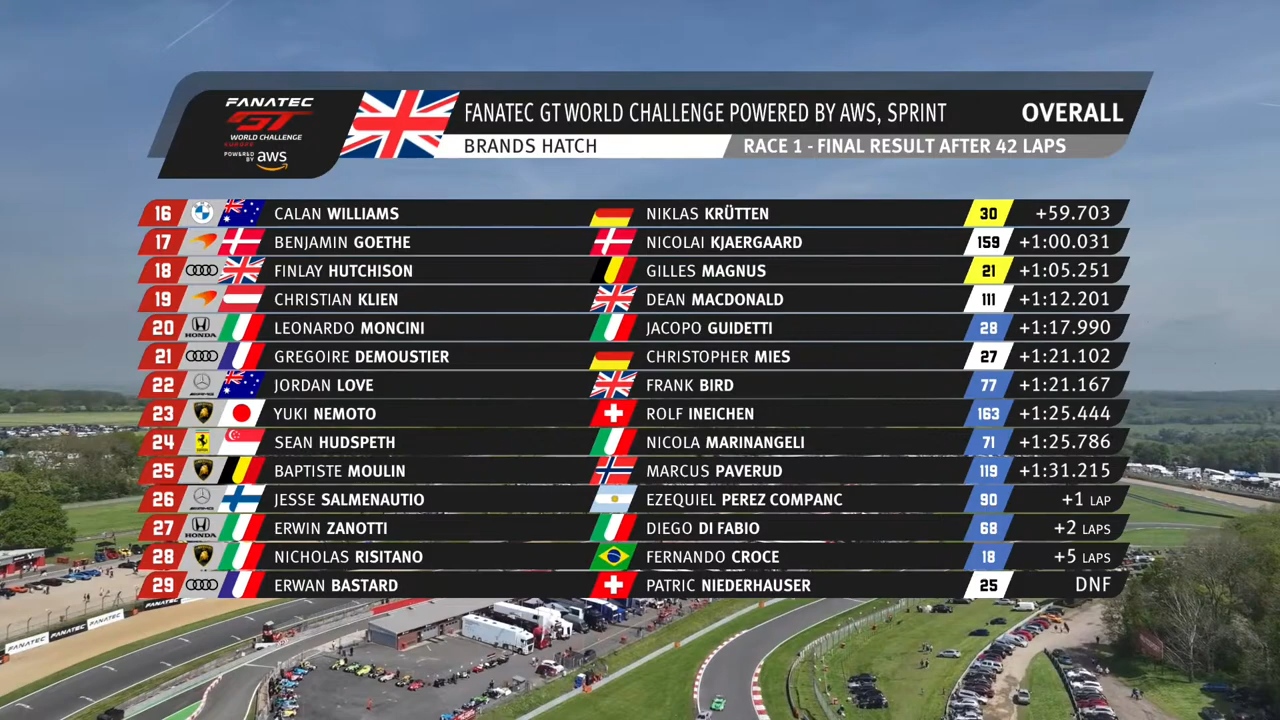 FANATEC
GT
WORLD CHALLENGE
EUROPE
POWERED BY aws
FANATEC GT WORLD CHALLENGE POWERED BY AWS, SPRINT OVERALL
BRANDS HATCH RACE 1 - FINAL RESULT AFTER 42 LAPS
16 CALAN WILLIAMS NIKLAS KRÜTTEN 30 +59.703
17 BENJAMIN GOETHE NICOLAI KJAERGAARD 159 +1:00.031
18 FINLAY HUTCHISON GILLES MAGNUS 21 +1:05.251
19 CHRISTIAN KLIEN DEAN MACDONALD 111 +1:12.201
20 HONDA LEONARDO MONCINI JACOPO GUIDETTI 28 +1:17.990
21 GREGOIRE DEMOUSTIER CHRISTOPHER MIES 27 +1:21.102
22 AMG JORDAN LOVE FRANK BIRD 77 +1:21.167
23 YUKI NEMOTO ROLF INEICHEN 163 +1:25.444
24 SEAN HUDSPETH NICOLA MARINANGELI 71 +1:25.786
25 BAPTISTE MOULIN MARCUS PAVERUD 119 +1:31.215
26 AMG JESSE SALMENAUTIO EZEQUIEL PEREZ COMPANC 90 +1 LAP
27 HONDA ERWIN ZANOTTI DIEGO DI FABIO 68 +2 LAPS
28 NICHOLAS RISITANO FERNANDO CROCE 18 +5 LAPS
29 ERWAN BASTARD PATRIC NIEDERHAUSER 25 DNF
FANATEC FANATEC FANATEC FANATEC